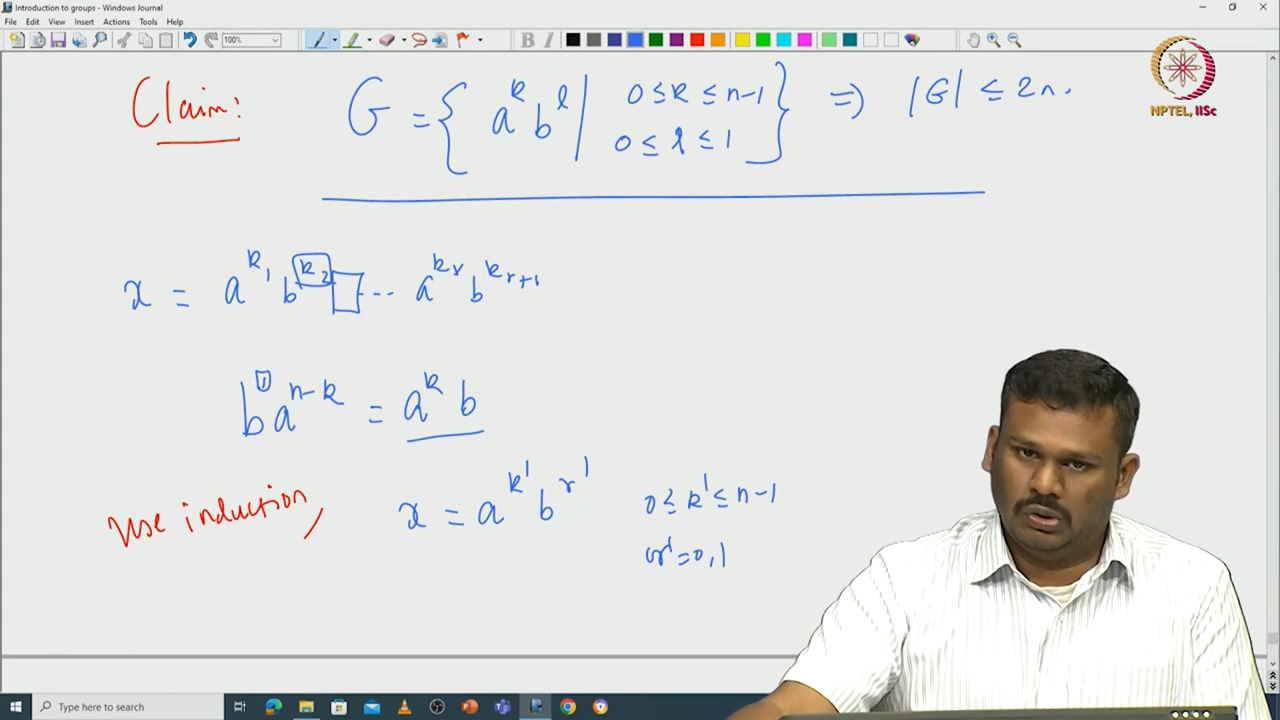 Introduction to groups - Windows Journal
File Edit View Insert Actions Tools Help
100%
B I
NPTEL, IISc
Claim: G = { a^k b^l | 0 ≤ k ≤ n-1 0 ≤ l ≤ 1 } ⇒ |G| ≤ 2n.
x = a^{k_1} b^{k_2} □ ... a^{k_r} b^{k_{r+1}}
b^1 a^{n-k} = a^k b
Use induction, x = a^{k'} b^{r'} 0 ≤ k' ≤ n-1
r' = 0,1
Type here to search